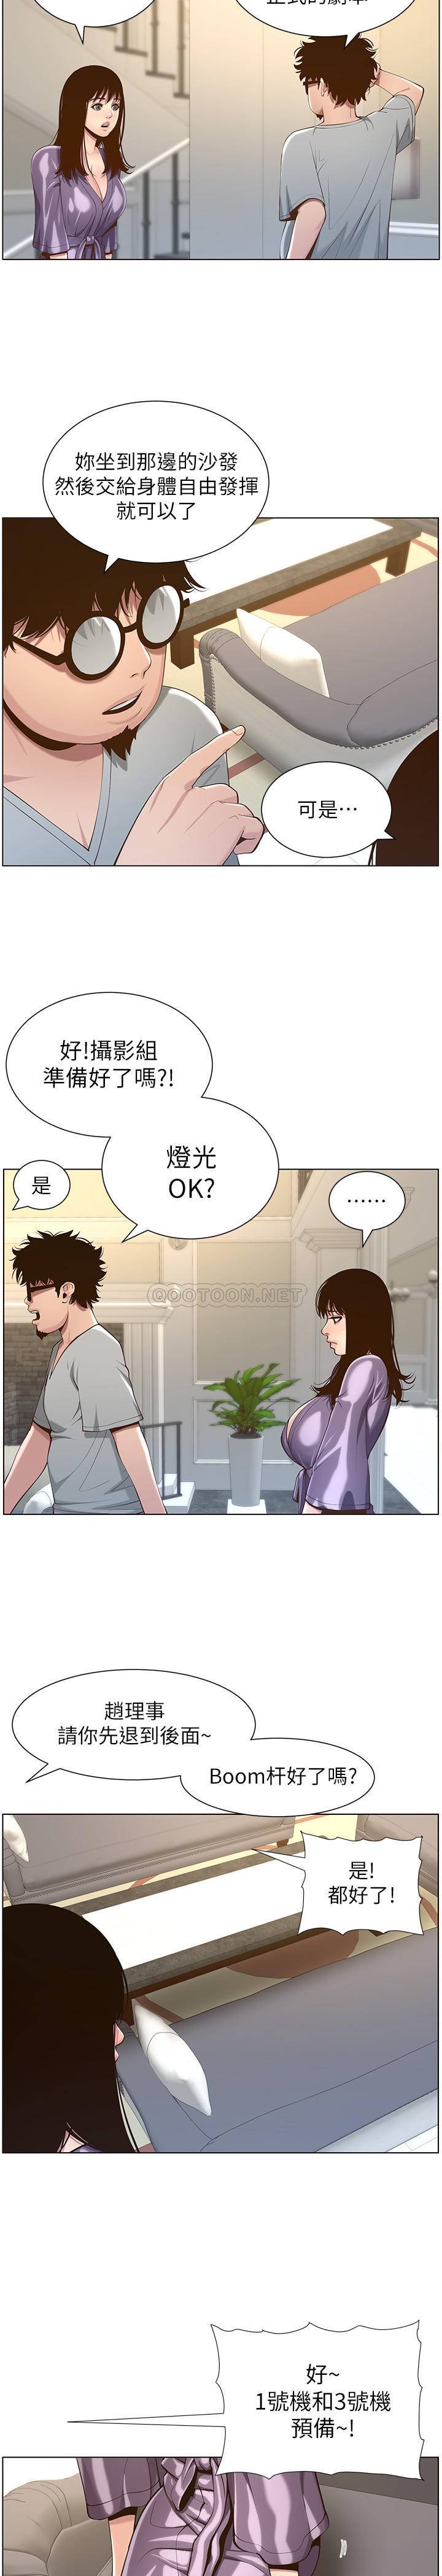 妳坐到那邊的沙發
然後交給身體自由發揮
就可以了
可是…
好!攝影組
準備好了嗎?!
燈光
OK?
是
……
QOOTOON.NET
趙理事
請你先退到後面~
Boom杆好了嗎?
是!
都好了!
好~
1號機和3號機
預備~!